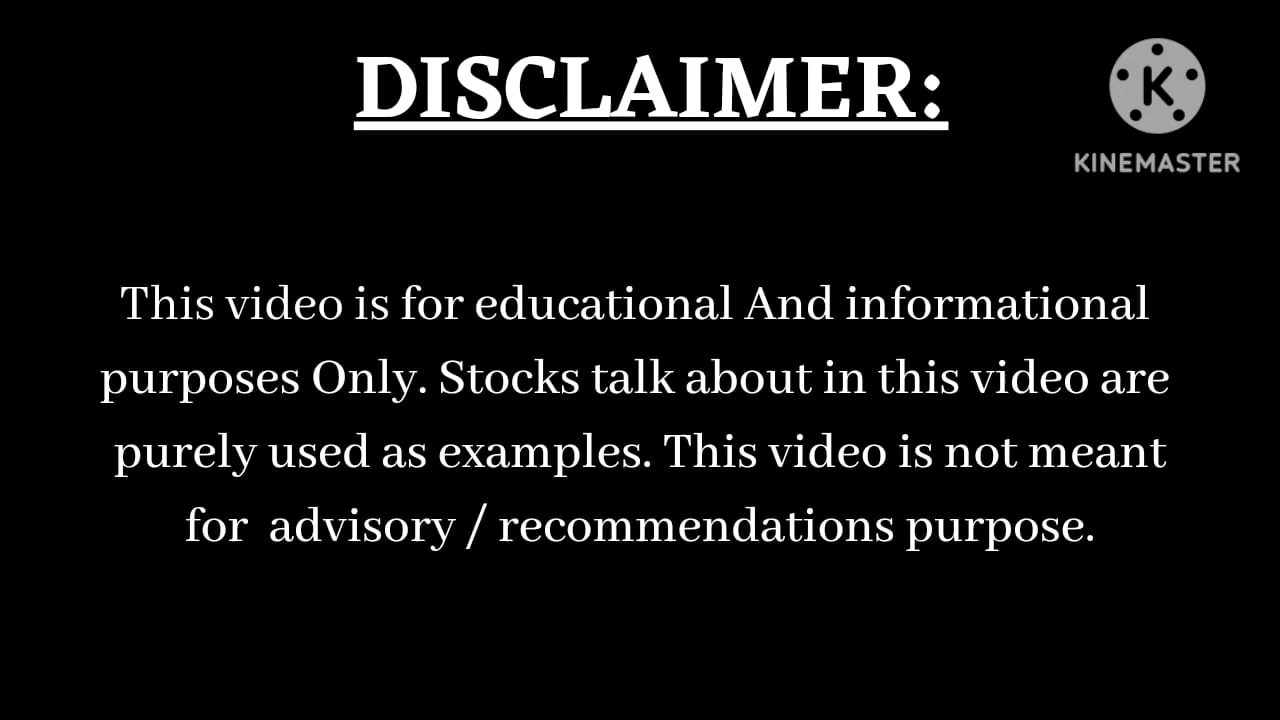 DISCLAIMER:
K
KINEMASTER
This video is for educational And informational
purposes Only. Stocks talk about in this video are
purely used as examples. This video is not meant
for  advisory / recommendations purpose.